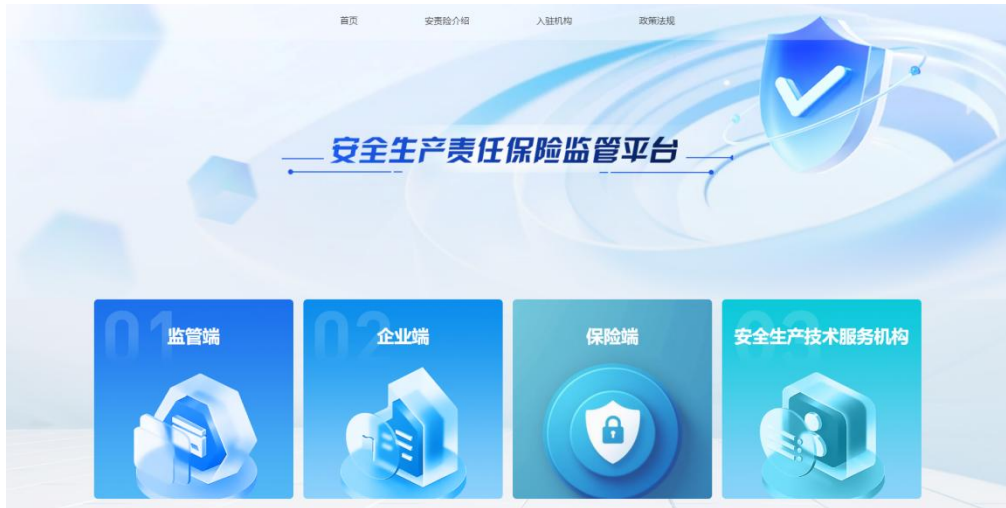 首页 安责险介绍 入驻机构 政策法规
安全生产责任保险监管平台
01 02 03
监管端 企业端 保险端 安全生产技术服务机构